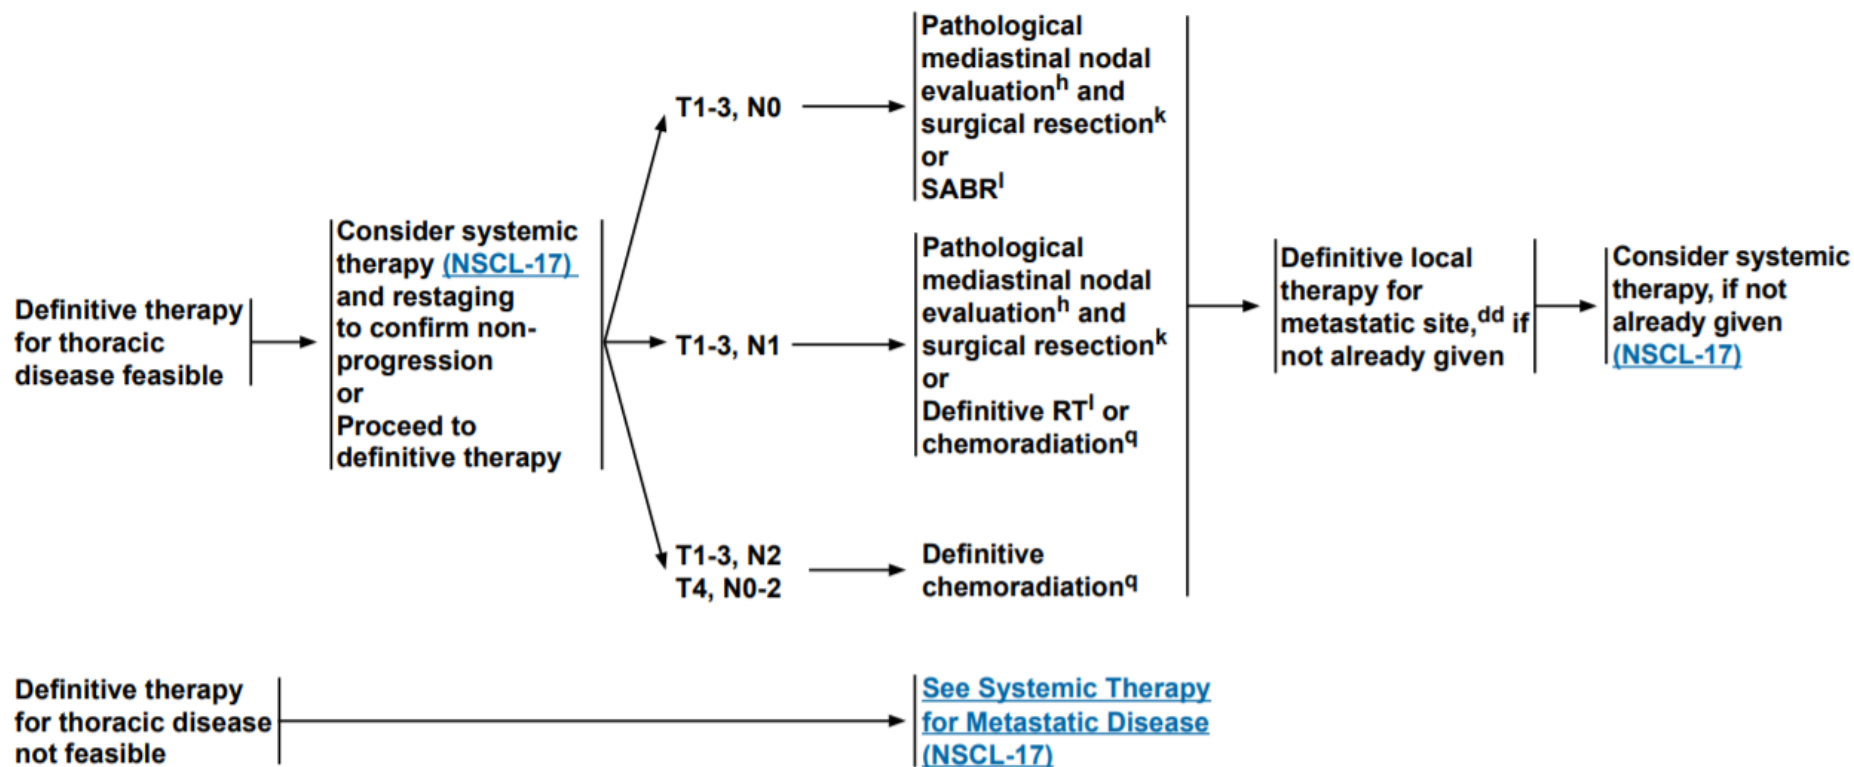 Definitive therapy
for thoracic
disease feasible
Consider systemic
therapy (NSCL-17)
and restaging
to confirm non-
progression
or
Proceed to
definitive therapy
T1-3, N0
Pathological
mediastinal nodal
evaluationʰ and
surgical resectionᵏ
or
SABRˡ
T1-3, N1
Pathological
mediastinal nodal
evaluationʰ and
surgical resectionᵏ
or
Definitive RTˡ or
chemoradiation^q
T1-3, N2
T4, N0-2
Definitive
chemoradiation^q
Definitive local
therapy for
metastatic site,ᵈᵈ if
not already given
Consider systemic
therapy, if not
already given
(NSCL-17)
Definitive therapy
for thoracic disease
not feasible
See Systemic Therapy
for Metastatic Disease
(NSCL-17)